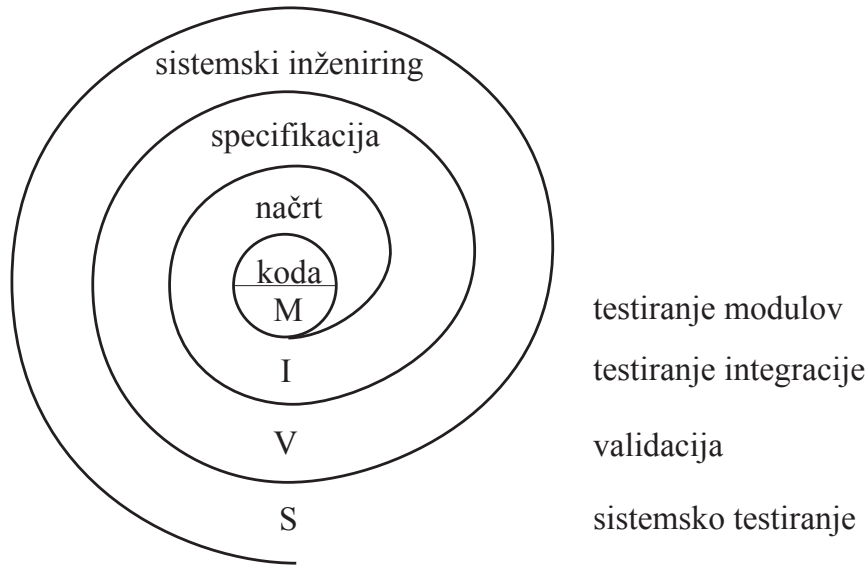 sistemski inženiring
specifikacija
načrt
koda
M testiranje modulov
I testiranje integracije
V validacija
S sistemsko testiranje